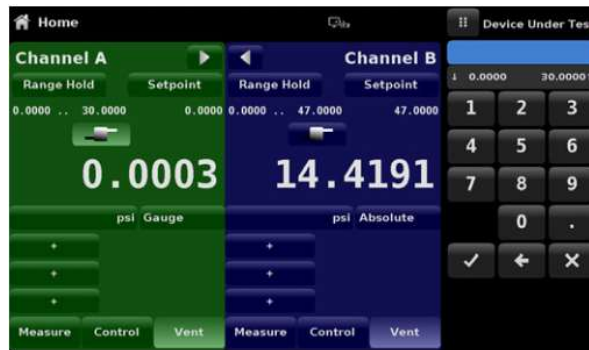 Home
Device Under Tes
Channel A
Channel B
Range Hold Setpoint
Range Hold Setpoint
0.0000 .. 30.0000 0.0000
0.0000 .. 47.0000 47.0000
0.0003
14.4191
psi Gauge
psi Absolute
+
+
+
+
+
+
Measure Control Vent
Measure Control Vent
↓ 0.0000 30.0000
1 2 3
4 5 6
7 8 9
0 .